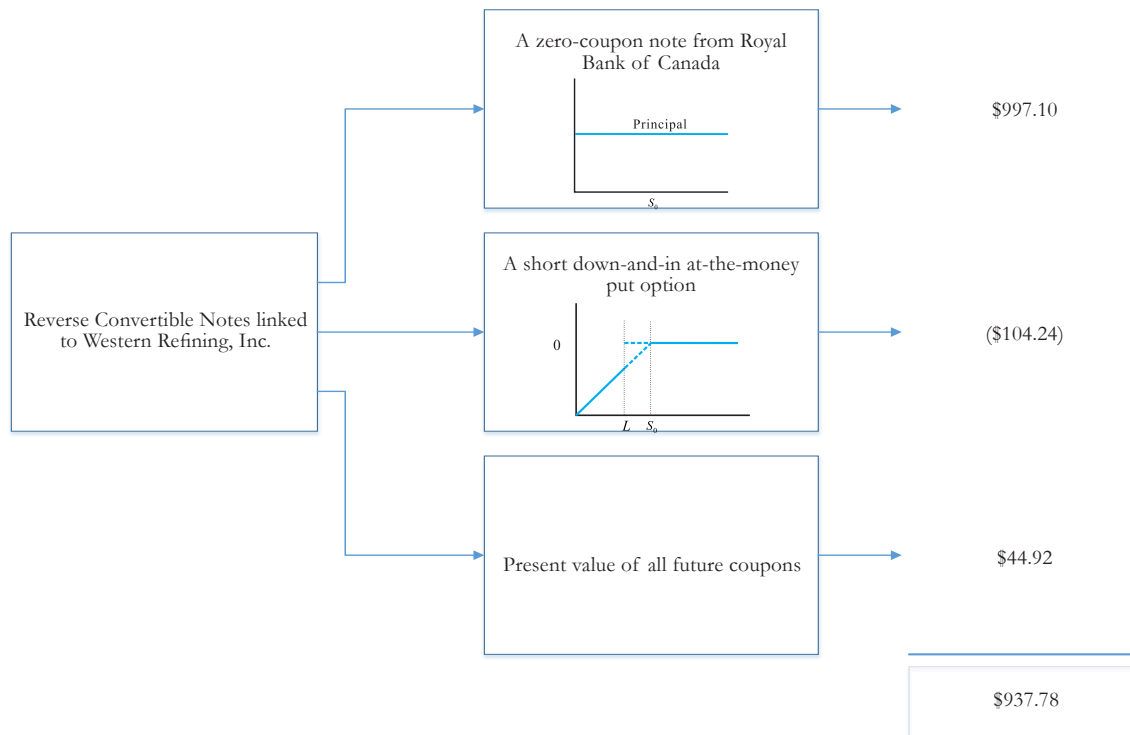 A zero-coupon note from Royal
Bank of Canada
Principal
S₀
$997.10
Reverse Convertible Notes linked
to Western Refining, Inc.
A short down-and-in at-the-money
put option
0
L S₀
($104.24)
Present value of all future coupons
$44.92
$937.78